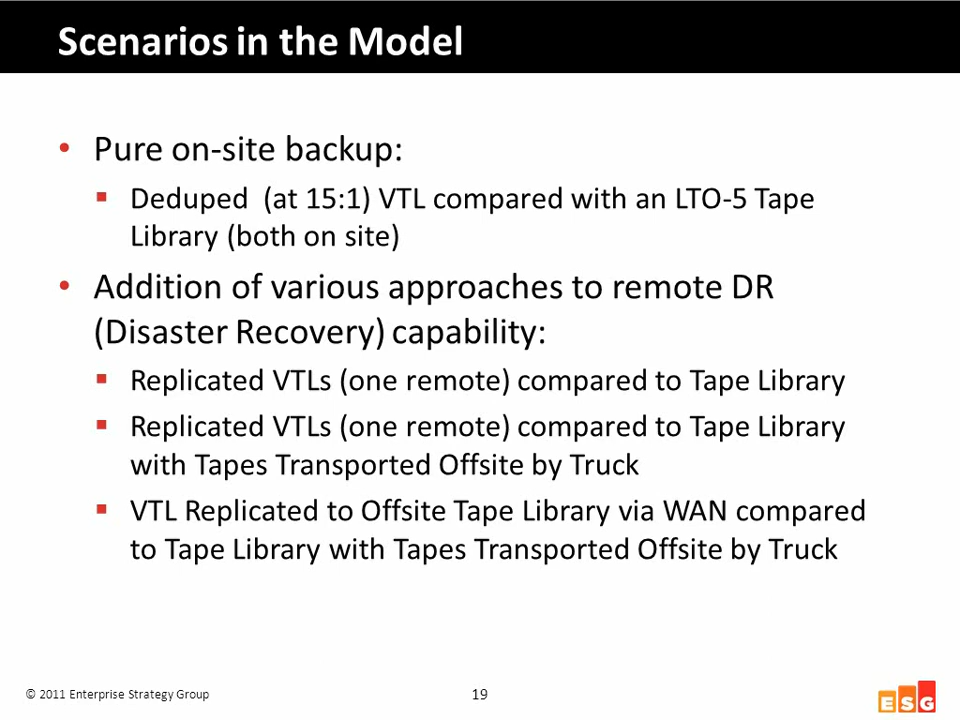 Scenarios in the Model
• Pure on-site backup:
▪ Deduped (at 15:1) VTL compared with an LTO-5 Tape
Library (both on site)
• Addition of various approaches to remote DR
(Disaster Recovery) capability:
▪ Replicated VTLs (one remote) compared to Tape Library
▪ Replicated VTLs (one remote) compared to Tape Library
with Tapes Transported Offsite by Truck
▪ VTL Replicated to Offsite Tape Library via WAN compared
to Tape Library with Tapes Transported Offsite by Truck
© 2011 Enterprise Strategy Group
19
ESG